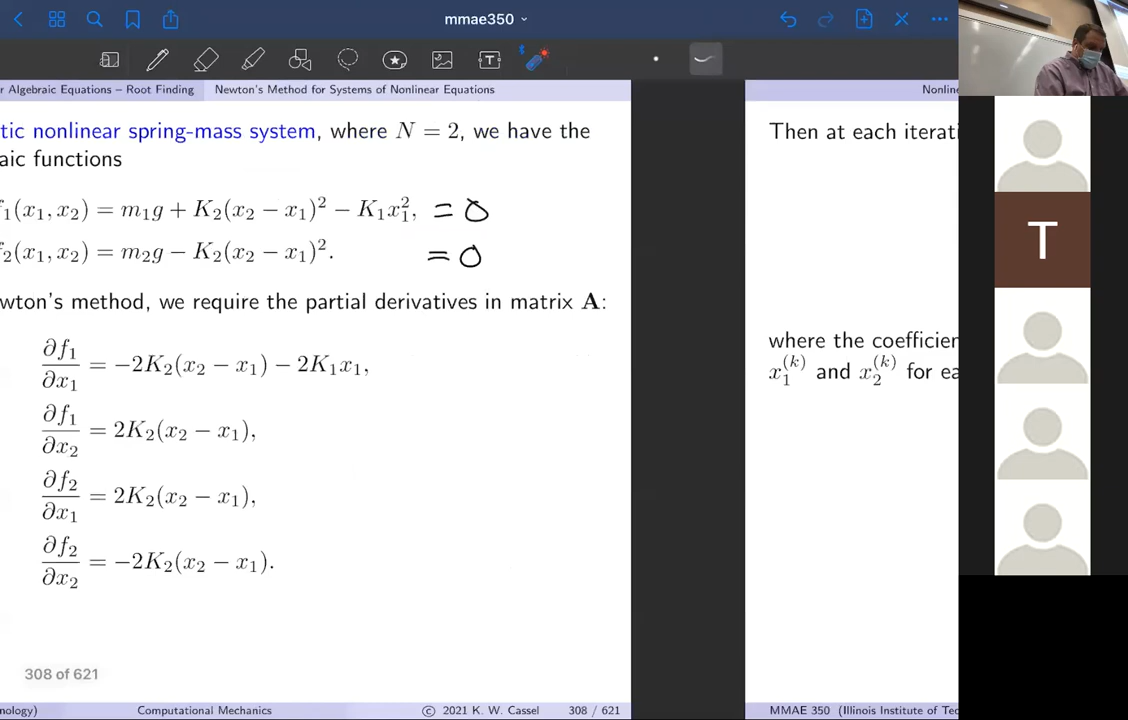 mmae350
r Algebraic Equations – Root Finding Newton's Method for Systems of Nonlinear Equations
Nonline
tic nonlinear spring-mass system, where N = 2, we have the
aic functions
f₁(x₁, x₂) = m₁g + K₂(x₂ − x₁)² − K₁x₁², = 0
f₂(x₁, x₂) = m₂g − K₂(x₂ − x₁)². = 0
wton's method, we require the partial derivatives in matrix A:
∂f₁/∂x₁ = −2K₂(x₂ − x₁) − 2K₁x₁,
∂f₁/∂x₂ = 2K₂(x₂ − x₁),
∂f₂/∂x₁ = 2K₂(x₂ − x₁),
∂f₂/∂x₂ = −2K₂(x₂ − x₁).
308 of 621
nology) Computational Mechanics © 2021 K. W. Cassel 308 / 621
Then at each iterati
where the coefficien
x₁⁽ᵏ⁾ and x₂⁽ᵏ⁾ for ea
MMAE 350 (Illinois Institute of Tec
T